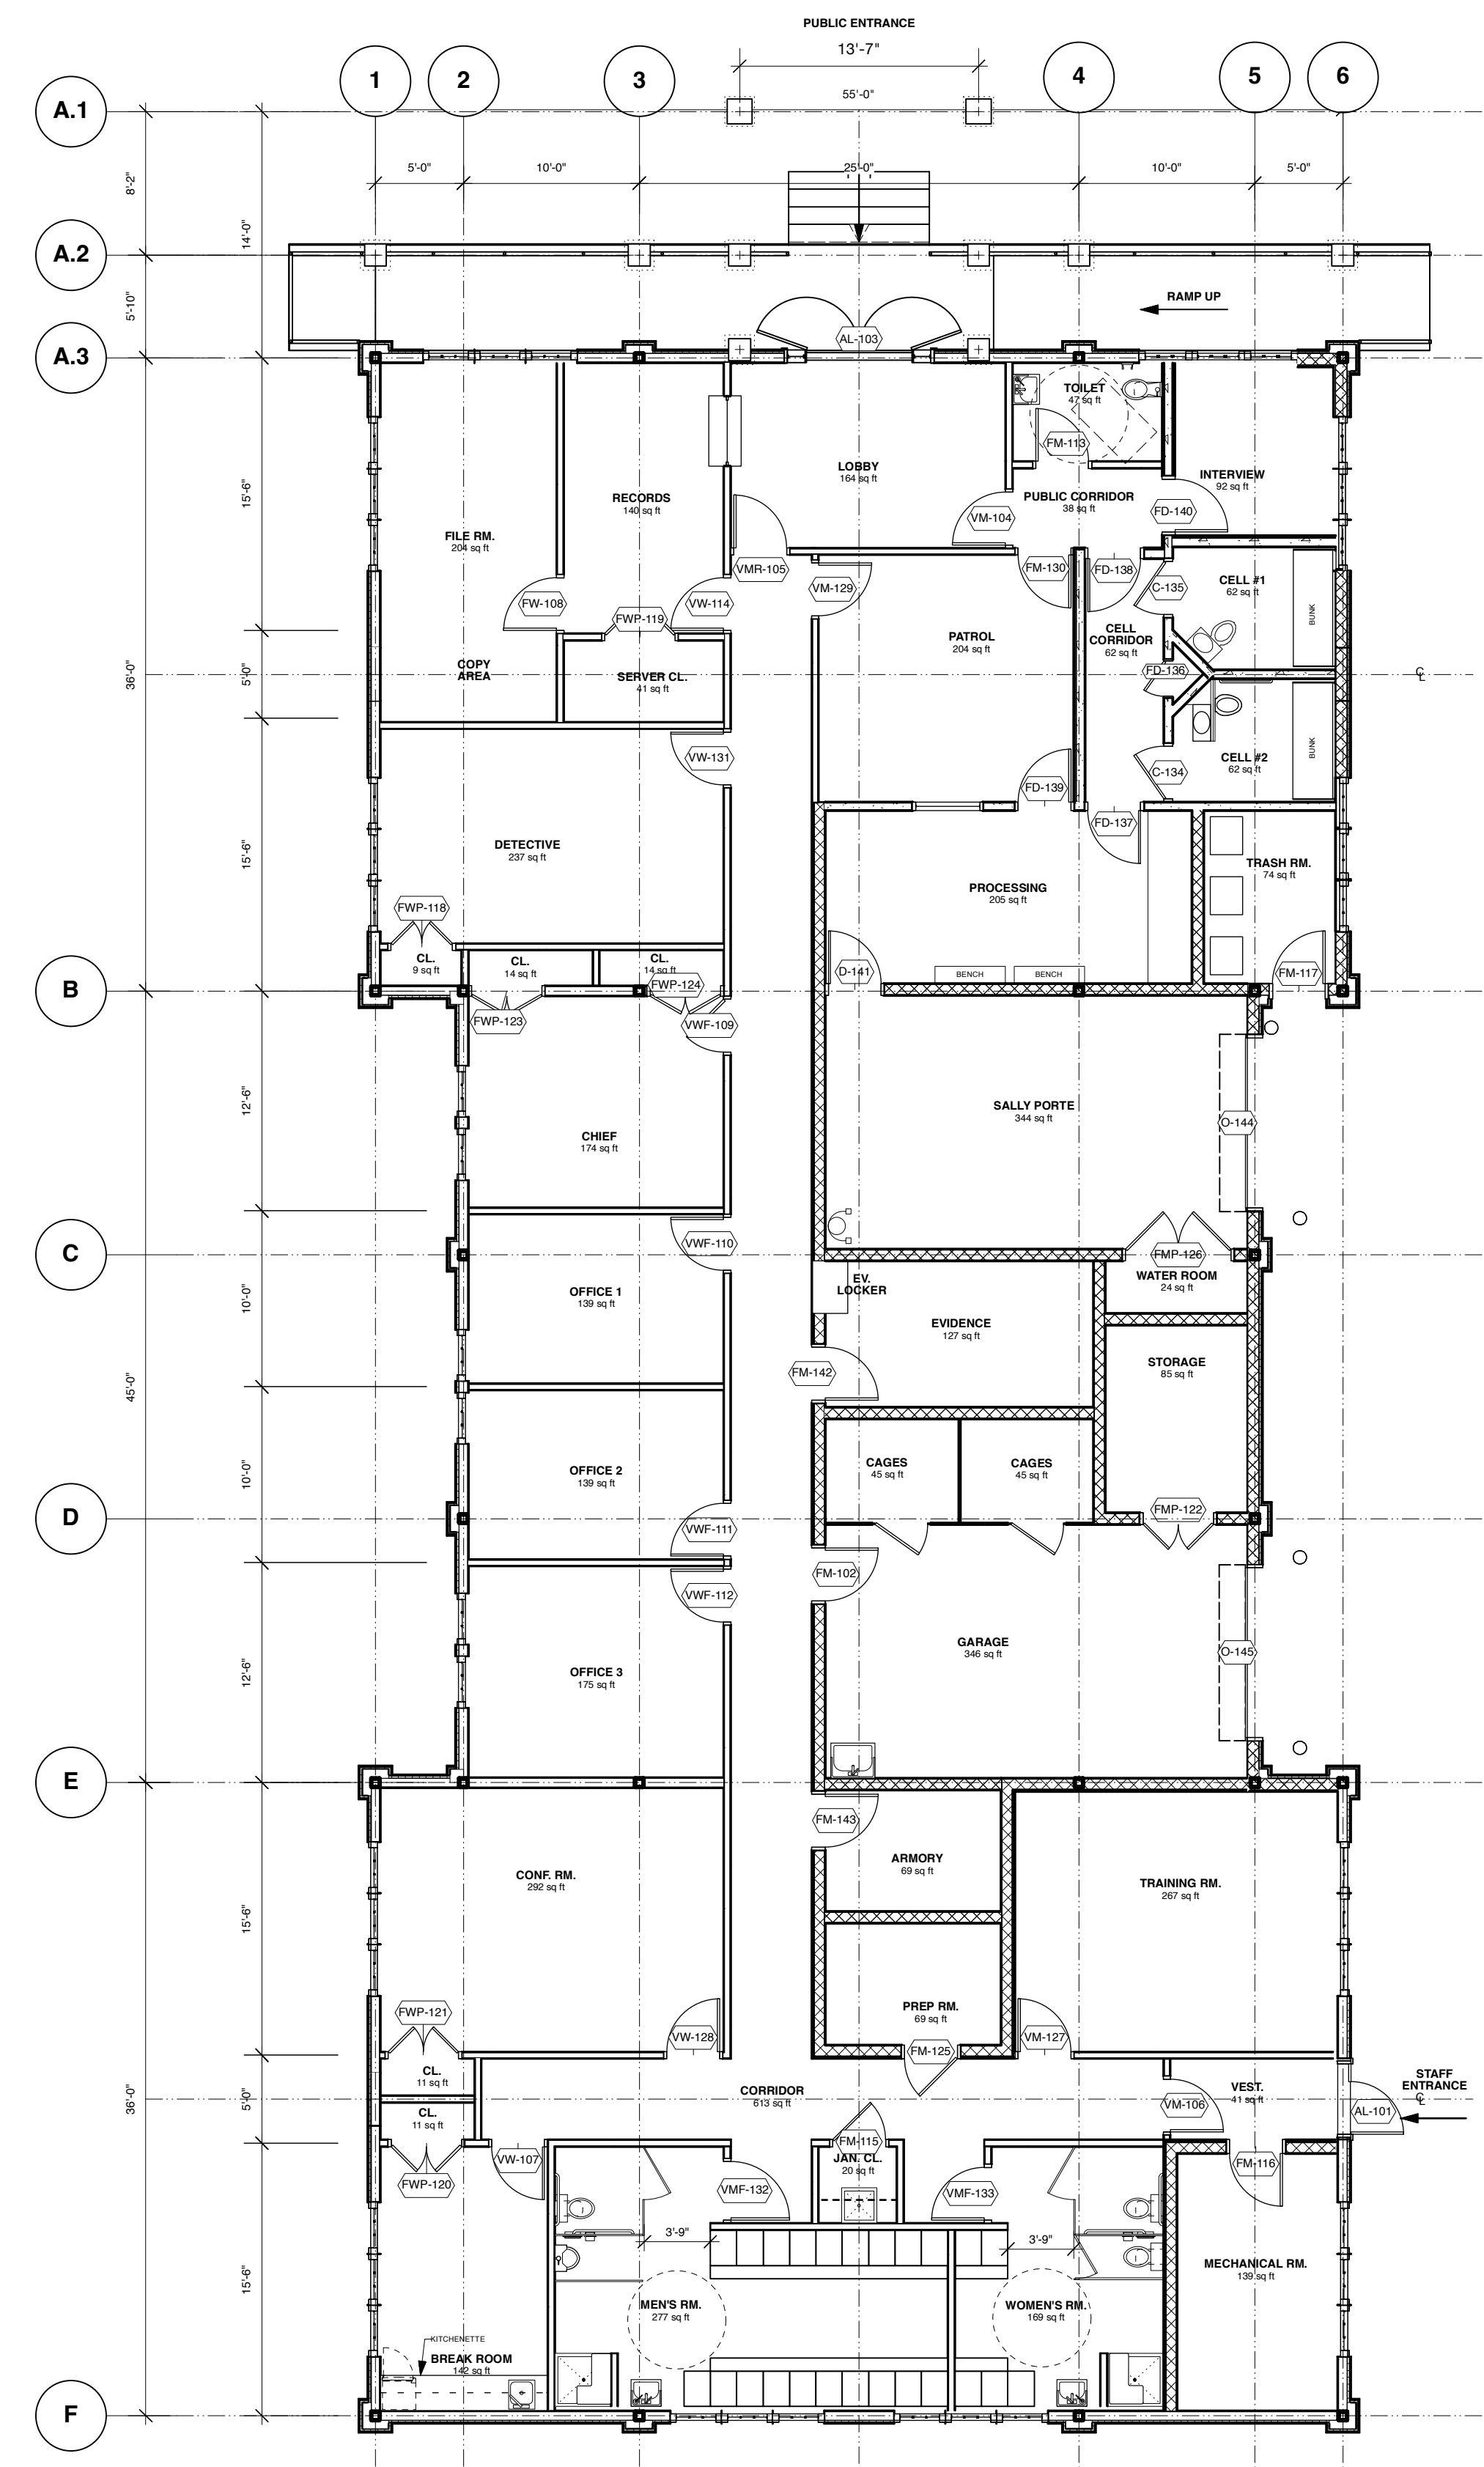 PUBLIC ENTRANCE
13'-7"
1
2
3
4
5
6
A.1
55'-0"
5'-0"
10'-0"
25'-0"
10'-0"
5'-0"
8'-2"
14'-0"
A.2
5'-10"
RAMP UP
AL-103
A.3
TOILET
47 sq ft
FM-113
LOBBY
164 sq ft
INTERVIEW
92 sq ft
RECORDS
140 sq ft
PUBLIC CORRIDOR
38 sq ft
15'-6"
VM-104
FD-140
FILE RM.
204 sq ft
VMR-105
FM-130
FD-138
VM-129
C-135
CELL #1
62 sq ft
BUNK
FW-108
VW-114
FWP-119
PATROL
204 sq ft
CELL
CORRIDOR
62 sq ft
36'-0"
5'-0"
COPY
AREA
SERVER CL.
41 sq ft
FD-136
CL
VW-131
FD-139
C-134
CELL #2
62 sq ft
BUNK
FD-137
15'-6"
DETECTIVE
237 sq ft
TRASH RM.
74 sq ft
PROCESSING
205 sq ft
FWP-118
CL.
9 sq ft
CL.
14 sq ft
CL.
14 sq ft
D-141
BENCH
BENCH
FM-117
FWP-124
B
FWP-123
VWF-109
12'-6"
SALLY PORTE
344 sq ft
O-144
CHIEF
174 sq ft
C
VWF-110
FMP-126
WATER ROOM
24 sq ft
EV.
LOCKER
10'-0"
OFFICE 1
139 sq ft
EVIDENCE
127 sq ft
FM-142
STORAGE
85 sq ft
45'-0"
10'-0"
OFFICE 2
139 sq ft
CAGES
45 sq ft
CAGES
45 sq ft
D
VWF-111
FMP-122
VWF-112
FM-102
GARAGE
346 sq ft
O-145
12'-6"
OFFICE 3
175 sq ft
E
FM-143
ARMORY
69 sq ft
CONF. RM.
292 sq ft
TRAINING RM.
267 sq ft
15'-6"
FWP-121
VW-128
PREP RM.
69 sq ft
FM-125
VM-127
36'-0"
5'-0"
CL.
11 sq ft
CL.
11 sq ft
CORRIDOR
613 sq ft
VM-106
VEST.
41 sq ft
STAFF
ENTRANCE
CL
AL-101
VW-107
FM-115
JAN. CL.
20 sq ft
FM-116
FWP-120
VMF-132
VMF-133
3'-9"
3'-9"
15'-6"
MECHANICAL RM.
139 sq ft
MEN'S RM.
277 sq ft
WOMEN'S RM.
169 sq ft
KITCHENETTE
BREAK ROOM
142 sq ft
F